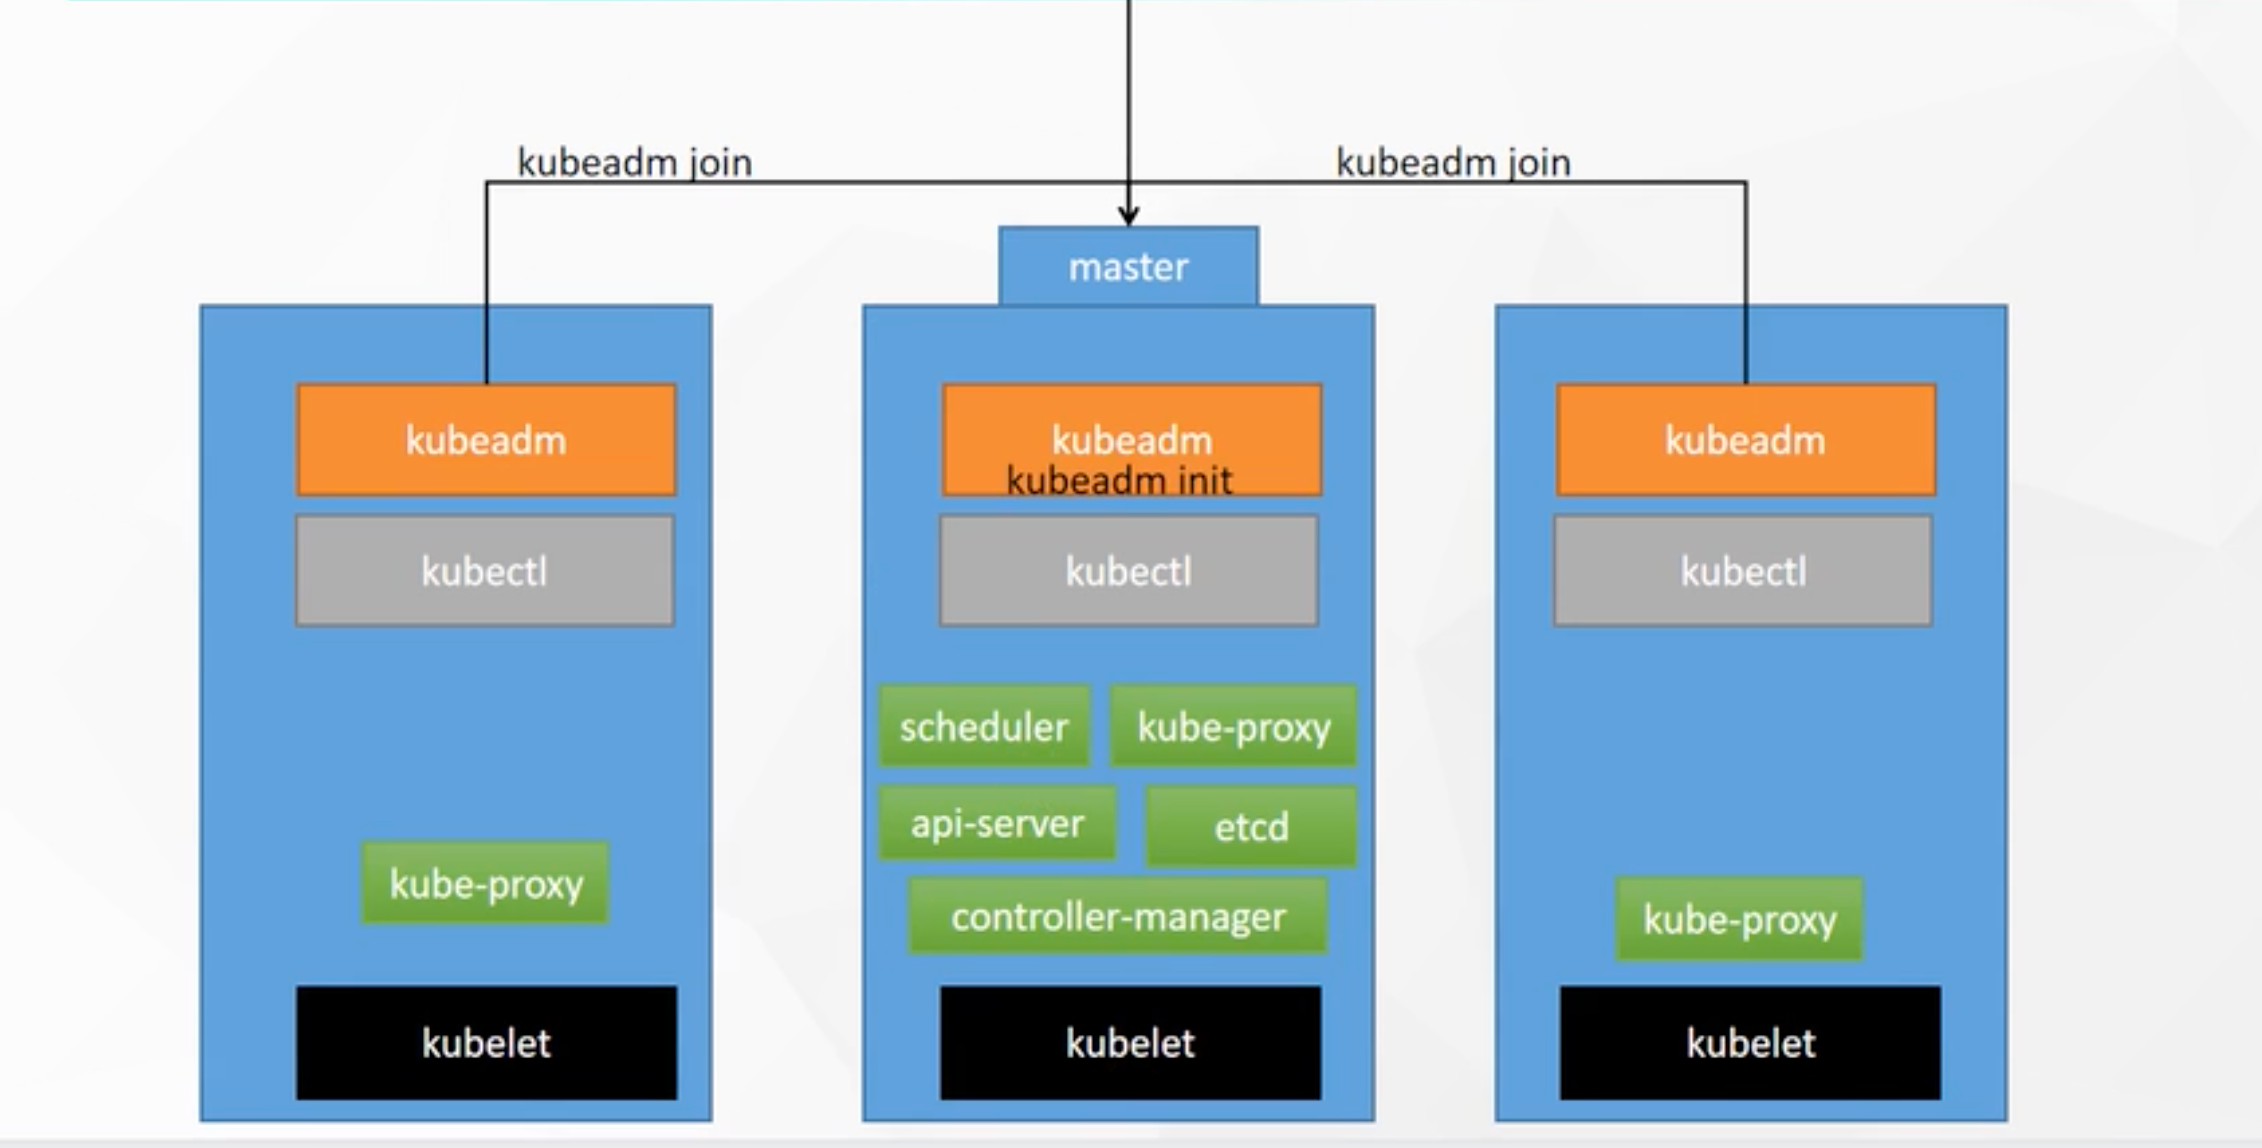 kubeadm join
kubeadm join
master
kubeadm
kubectl
kube-proxy
kubelet
kubeadm
kubeadm init
kubectl
scheduler
kube-proxy
api-server
etcd
controller-manager
kubelet
kubeadm
kubectl
kube-proxy
kubelet